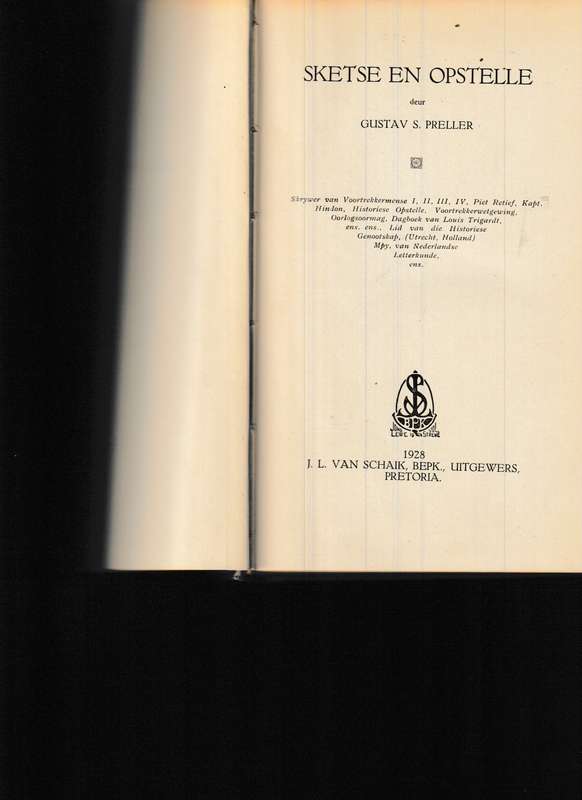 SKETSE EN OPSTELLE
deur
GUSTAV S. PRELLER
Skrywer van Voortrekkermense I, II, III, IV, Piet Retief, Kapt.
Hindon, Historiese Opstelle, Voortrekkerwetgewing,
Oorlogsoormag, Dagboek van Louis Trigardt,
ens. ens., Lid van die Historiese
Genootskap, (Utrecht, Holland)
Mpy. van Nederlandse
Letterkunde,
ens.
BPK
1928
J. L. VAN SCHAIK, BEPK., UITGEWERS,
PRETORIA.